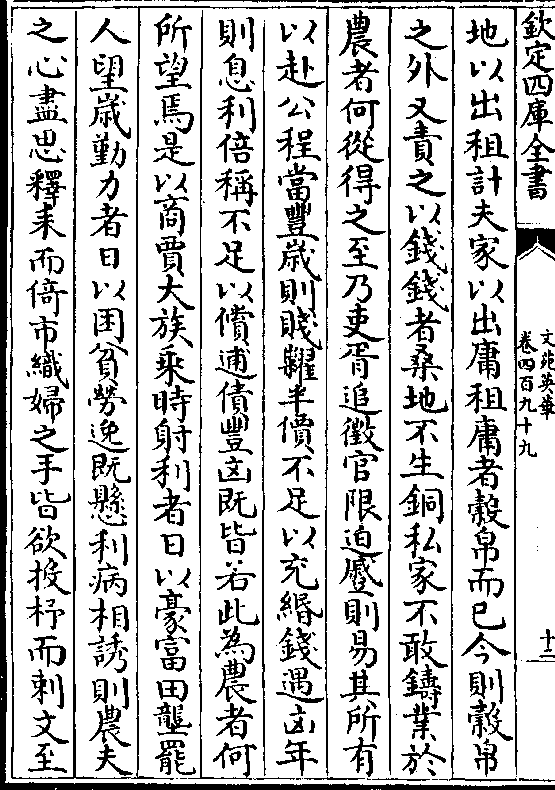 欽定四庫全書
文苑英華
卷四百九十九
十三
地以出租計夫家以出庸租庸者穀帛而已今則穀帛
之外又責之以錢錢者桑地不生銅私家不敢鑄業於
農者何從得之至乃吏胥追徵官限迫蹙則易其所有
以赴公程當豐歲則賤糶半價不足以充緡錢遇凶年
則息利倍稱不足以償逋債豐凶既皆若此為農者何
所望焉是以商賈大族乘時射利者日以豪富田壟罷
人望歲勤力者日以困貧勞逸既懸利病相誘則農夫
之心盡思釋耒而倚市織婦之手皆欲投杼而刺文至